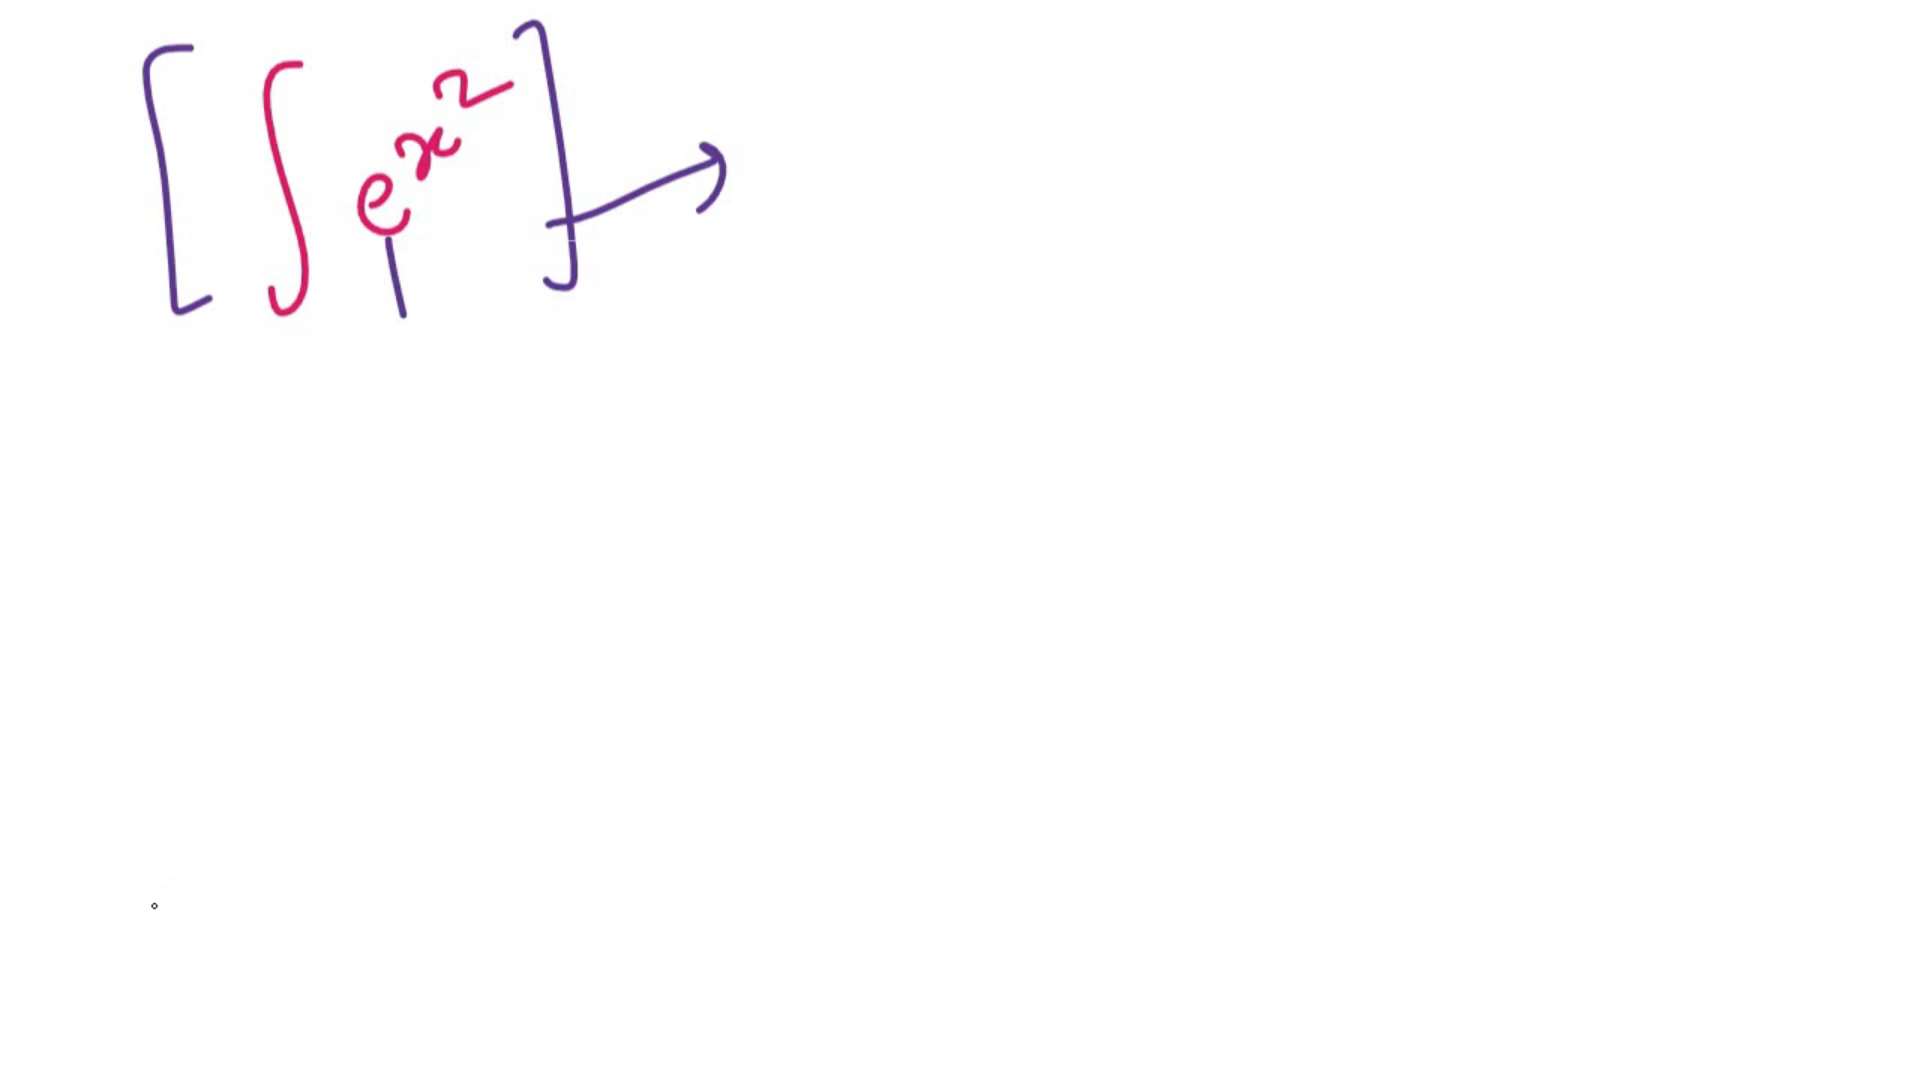 [∫ e^{x^2}] →